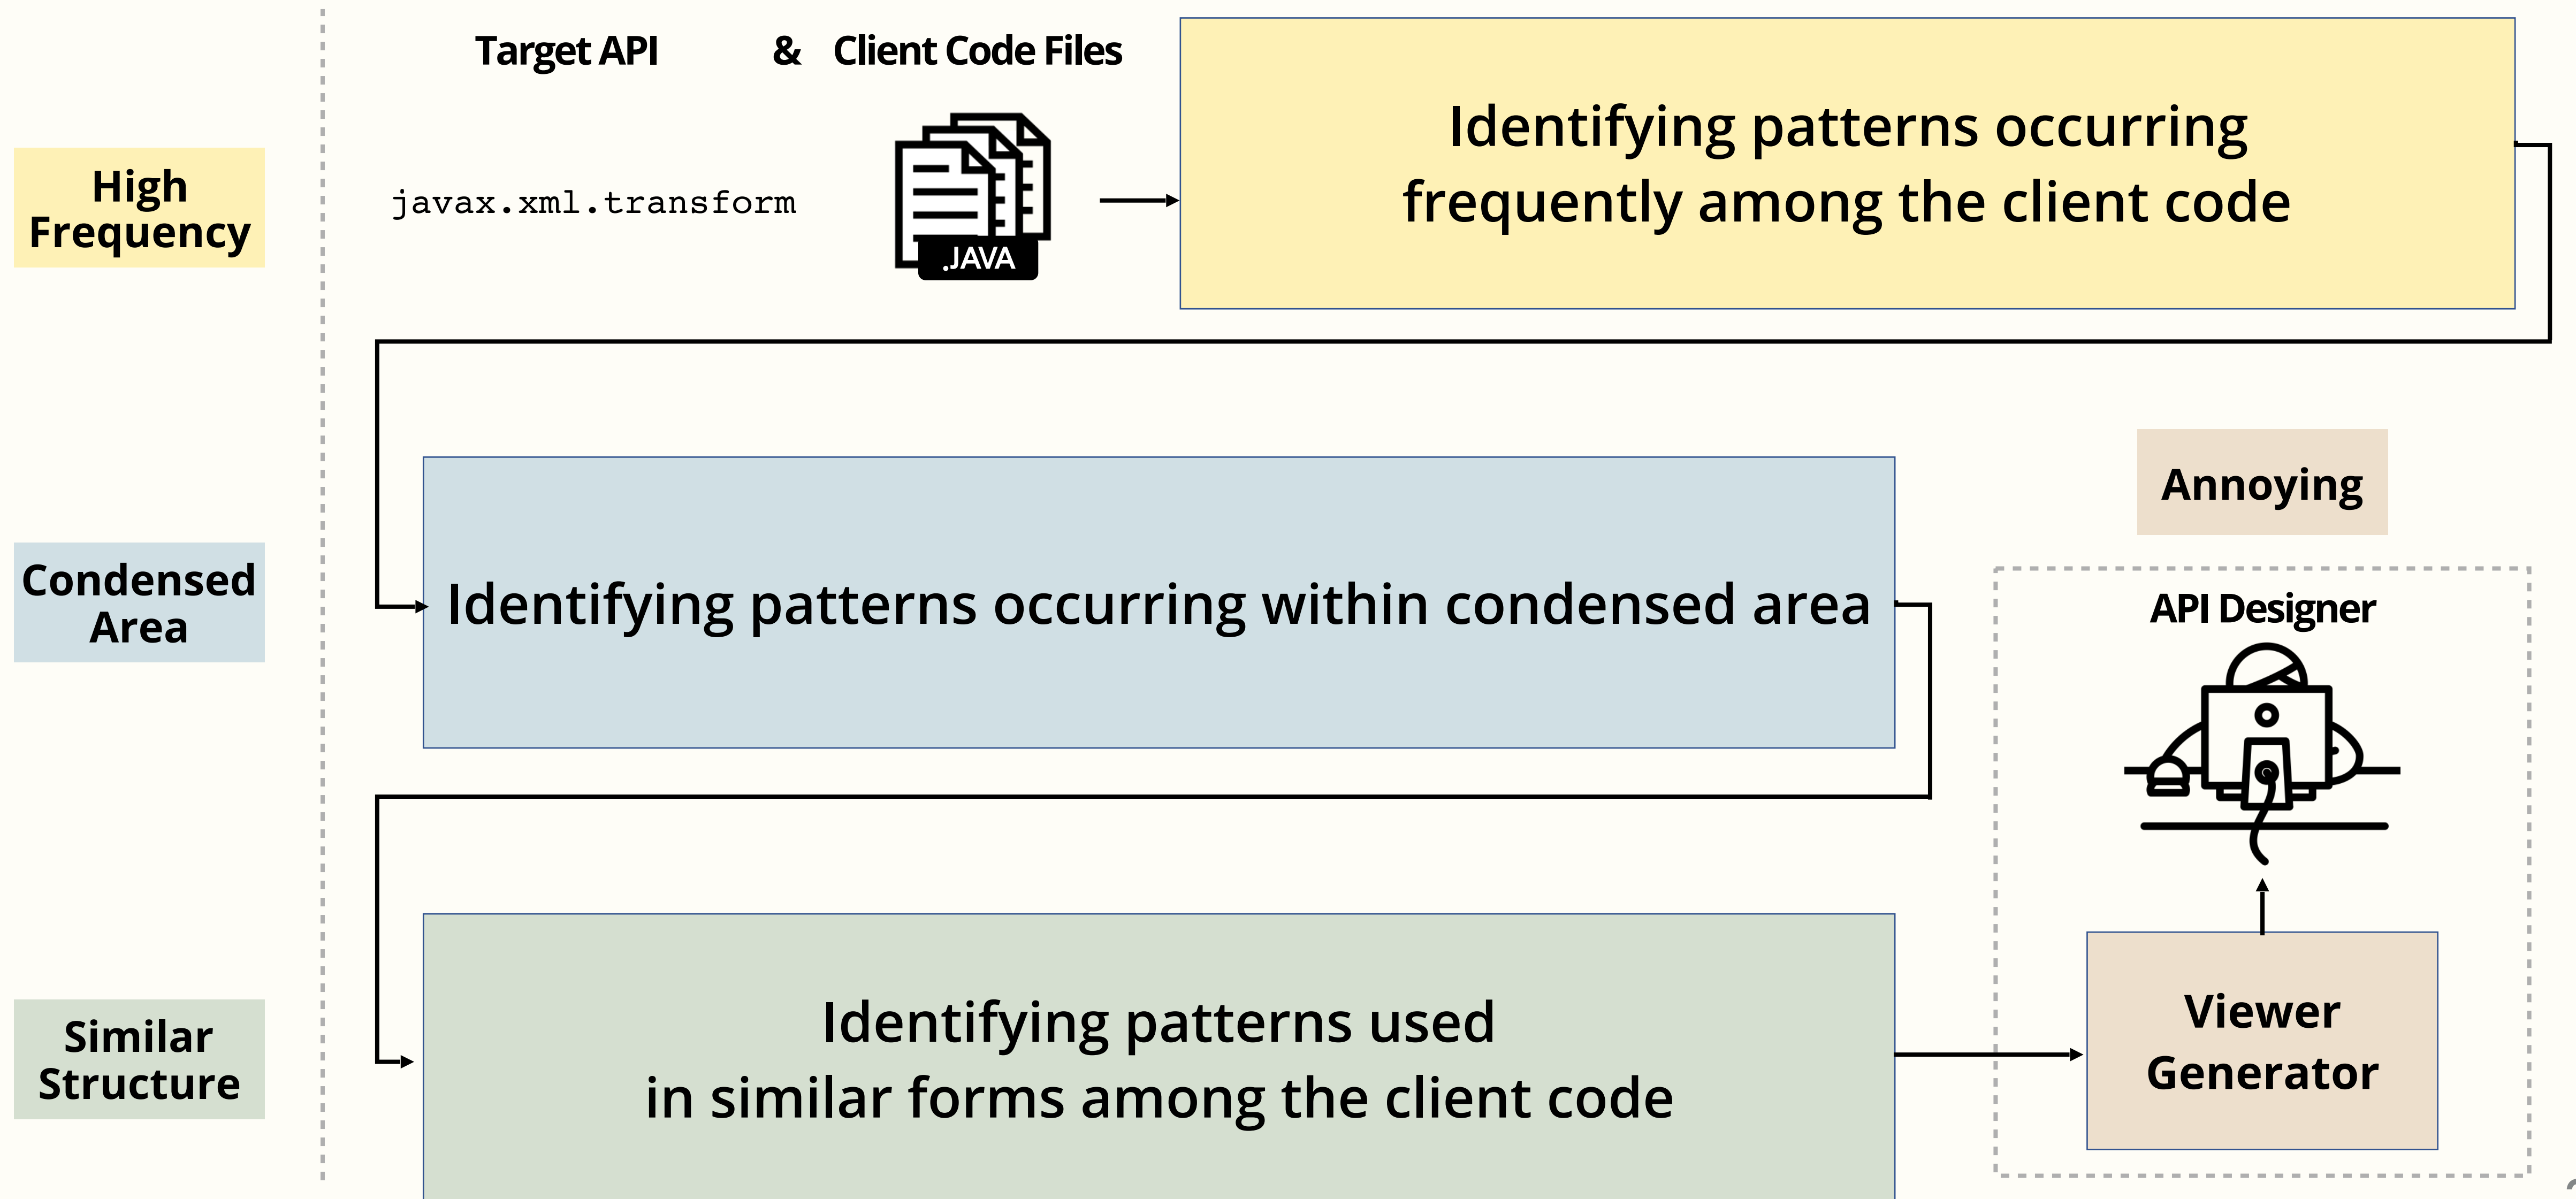 Target API & Client Code Files
High
Frequency
javax.xml.transform
.JAVA
Identifying patterns occurring
frequently among the client code
Condensed
Area
Identifying patterns occurring within condensed area
Annoying
API Designer
Similar
Structure
Identifying patterns used
in similar forms among the client code
Viewer
Generator